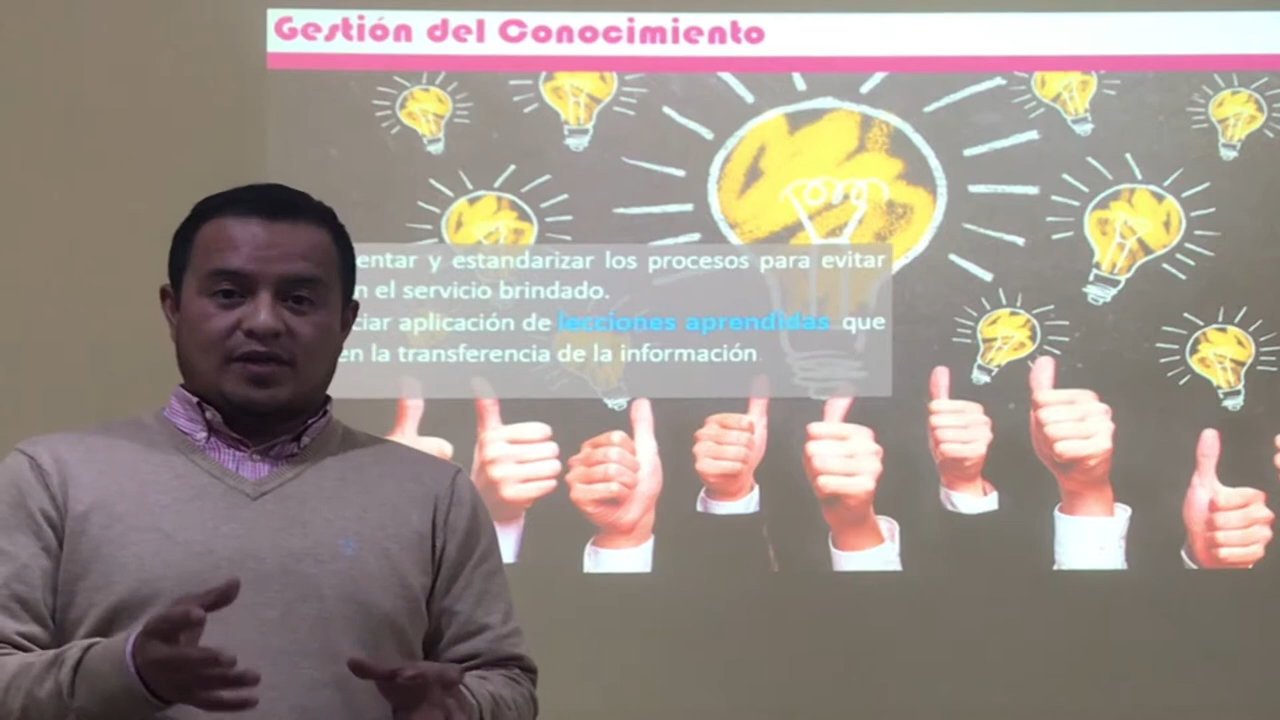 Gestión del Conocimiento
entar y estandarizar los procesos para evitar
n el servicio brindado.
ciar aplicación de lecciones aprendidas que
en la transferencia de la información